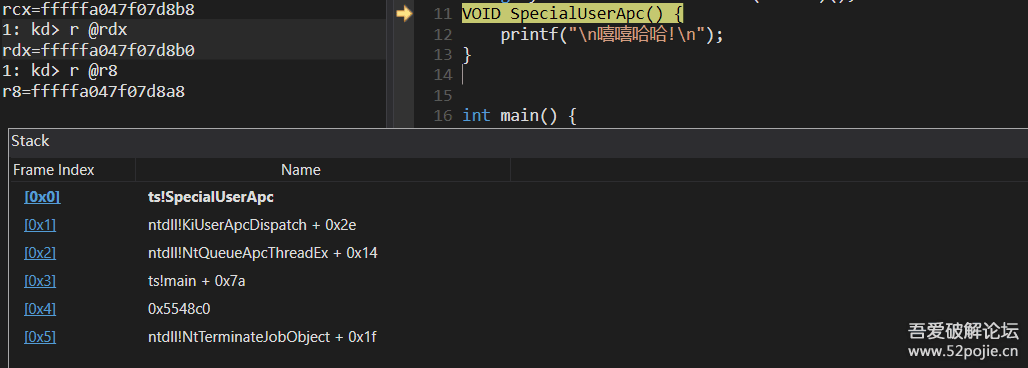 rcx=fffffa047f07d8b8
1: kd> r @rdx
rdx=fffffa047f07d8b0
1: kd> r @r8
r8=fffffa047f07d8a8
11 VOID SpecialUserApc() {
12 printf("\n嘻嘻哈哈!\n");
13 }
14
15
16 int main() {
Stack
Frame Index Name
[0x0] ts!SpecialUserApc
[0x1] ntdll!KiUserApcDispatch + 0x2e
[0x2] ntdll!NtQueueApcThreadEx + 0x14
[0x3] ts!main + 0x7a
[0x4] 0x5548c0
[0x5] ntdll!NtTerminateJobObject + 0x1f
吾爱破解论坛
www.52pojie.cn